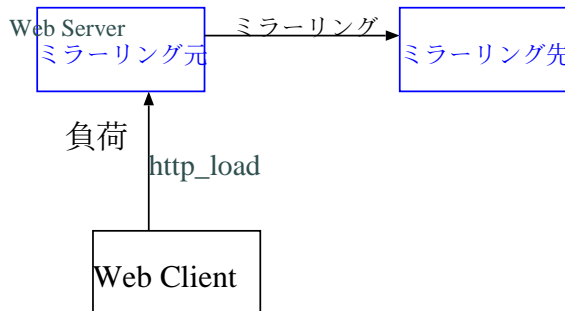 Web Server
ミラーリング
ミラーリング元
ミラーリング先
負荷
http_load
Web Client